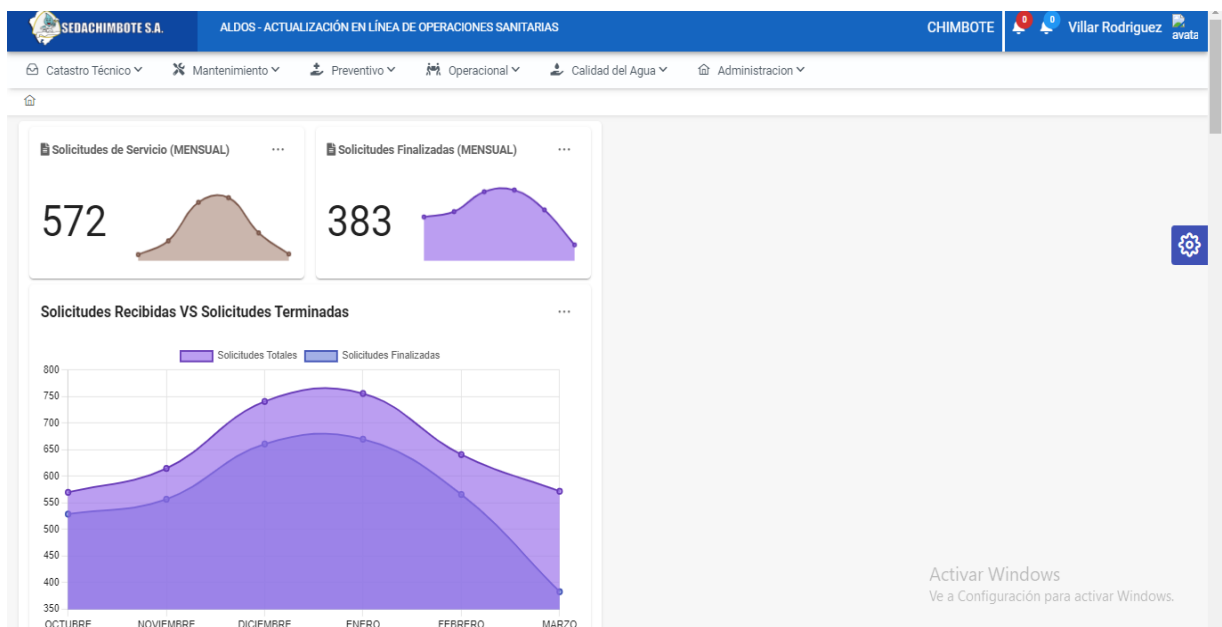 SEDACHIMBOTE S.A.
ALDOS - ACTUALIZACIÓN EN LÍNEA DE OPERACIONES SANITARIAS
CHIMBOTE
0
0
Villar Rodriguez
avata
Catastro Técnico
Mantenimiento
Preventivo
Operacional
Calidad del Agua
Administracion
Solicitudes de Servicio (MENSUAL)
...
572
Solicitudes Finalizadas (MENSUAL)
...
383
Solicitudes Recibidas VS Solicitudes Terminadas
...
Solicitudes Totales
Solicitudes Finalizadas
800
750
700
650
600
550
500
450
400
350
OCTUBRE
NOVIEMBRE
DICIEMBRE
ENERO
FEBRERO
MARZO
Activar Windows
Ve a Configuración para activar Windows.